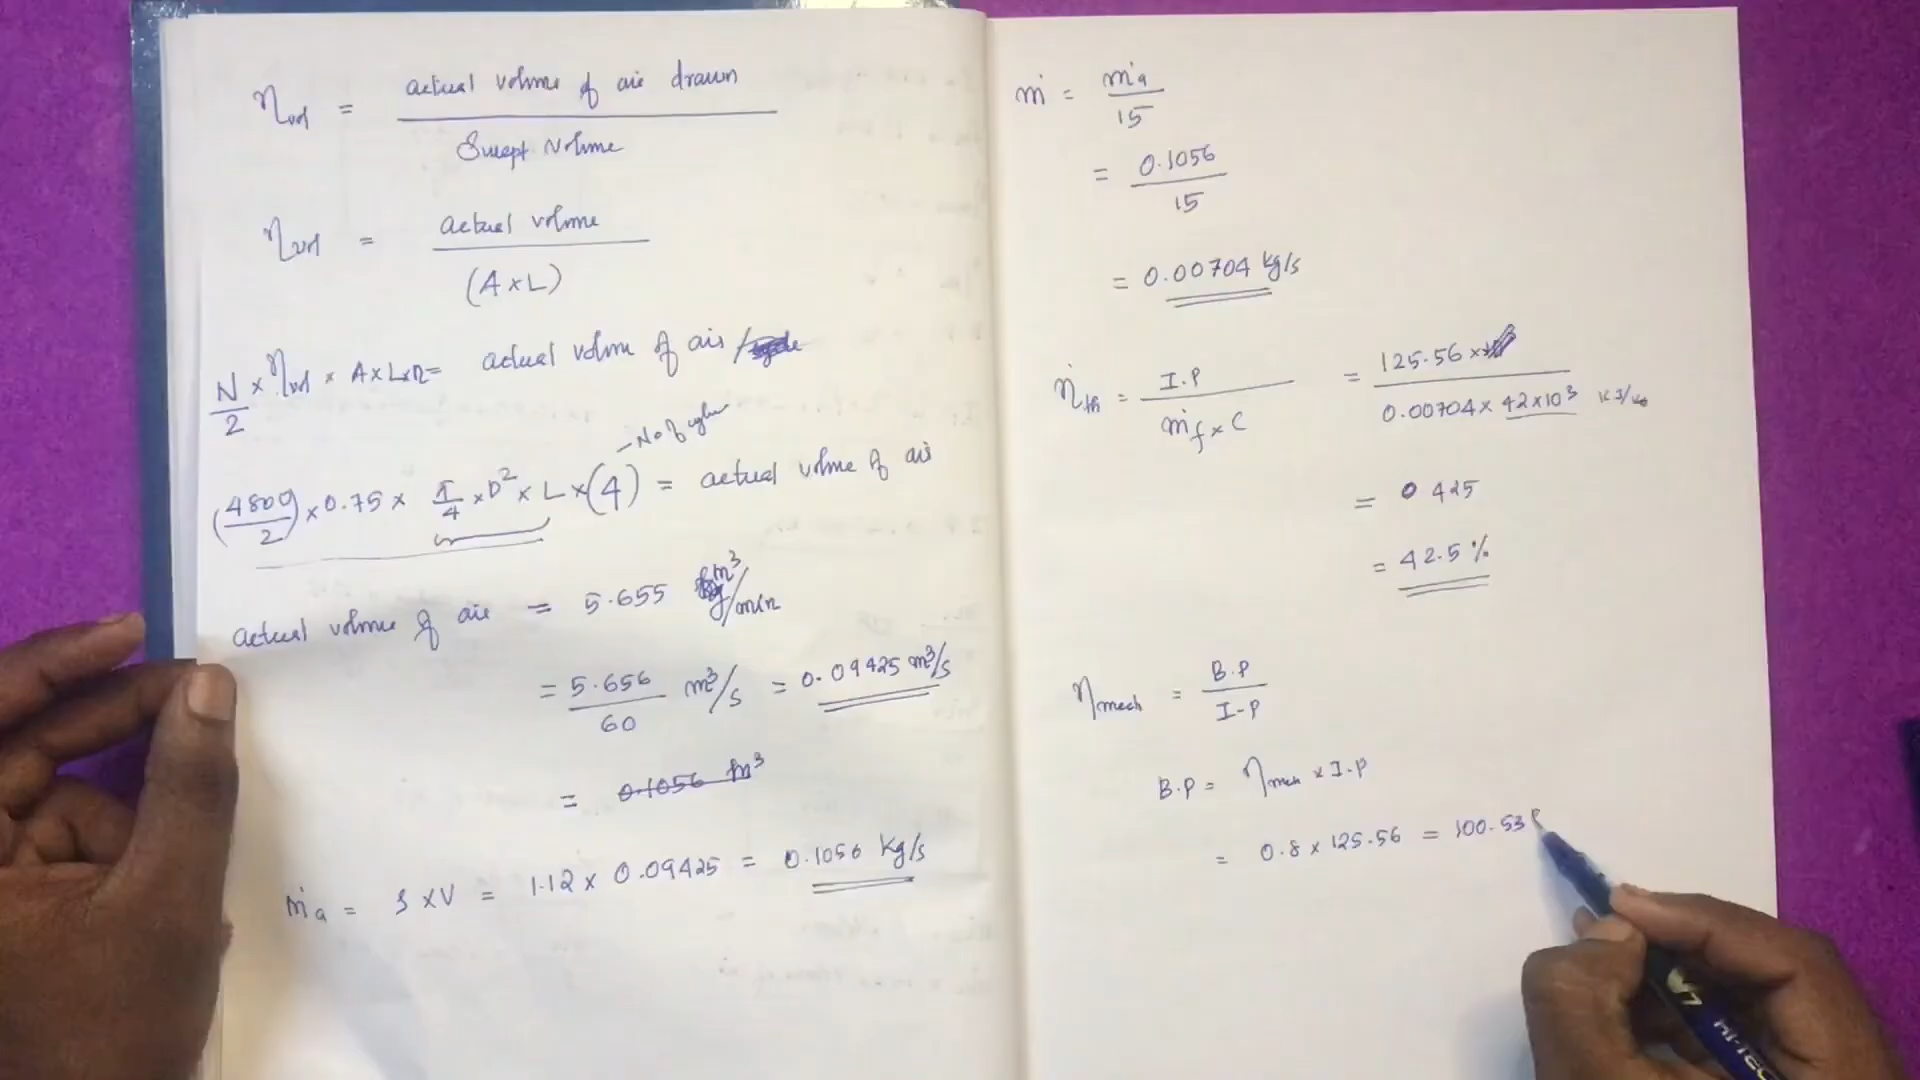 ηvol = actual volume of air drawn / Swept Volume
ηvol = actual volume / (A×L)
N/2 × ηvol × A×L×n = actual volume of air /
- No of cylinder
(4800/2) × 0.75 × π/4 × D² × L × (4) = actual volume of air
actual volume of air = 5.655 m³/min
= 5.656/60 m³/s = 0.09425 m³/s
= 0.1056 m³
ṁa = ρ×V = 1.12 × 0.09425 = 0.1056 kg/s
ṁ = ṁa/15
= 0.1056/15
= 0.00704 kg/s
ηth = I.P / ṁf × C = 125.56 × / 0.00704 × 42×10³ KJ/kg
= 0.425
= 42.5%
ηmech = B.P / I.P
B.P = ηmech × I.P
= 0.8 × 125.56 = 100.53
V7 HI-TEC